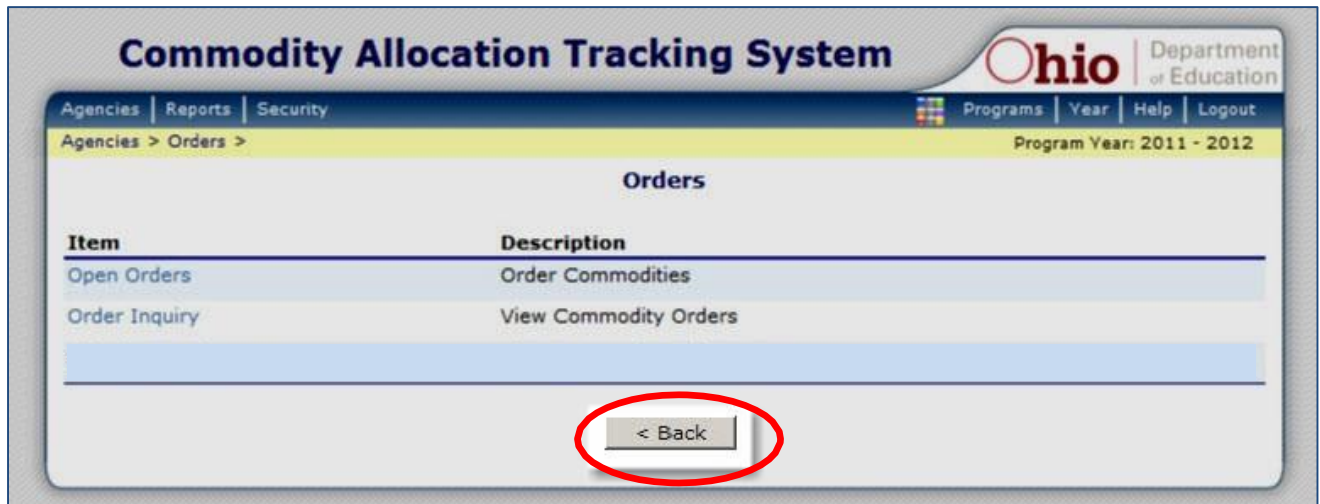 Commodity Allocation Tracking System
Ohio Department of Education
Agencies | Reports | Security Programs | Year | Help | Logout
Agencies > Orders > Program Year: 2011 - 2012
Orders
Item Description
Open Orders Order Commodities
Order Inquiry View Commodity Orders
< Back